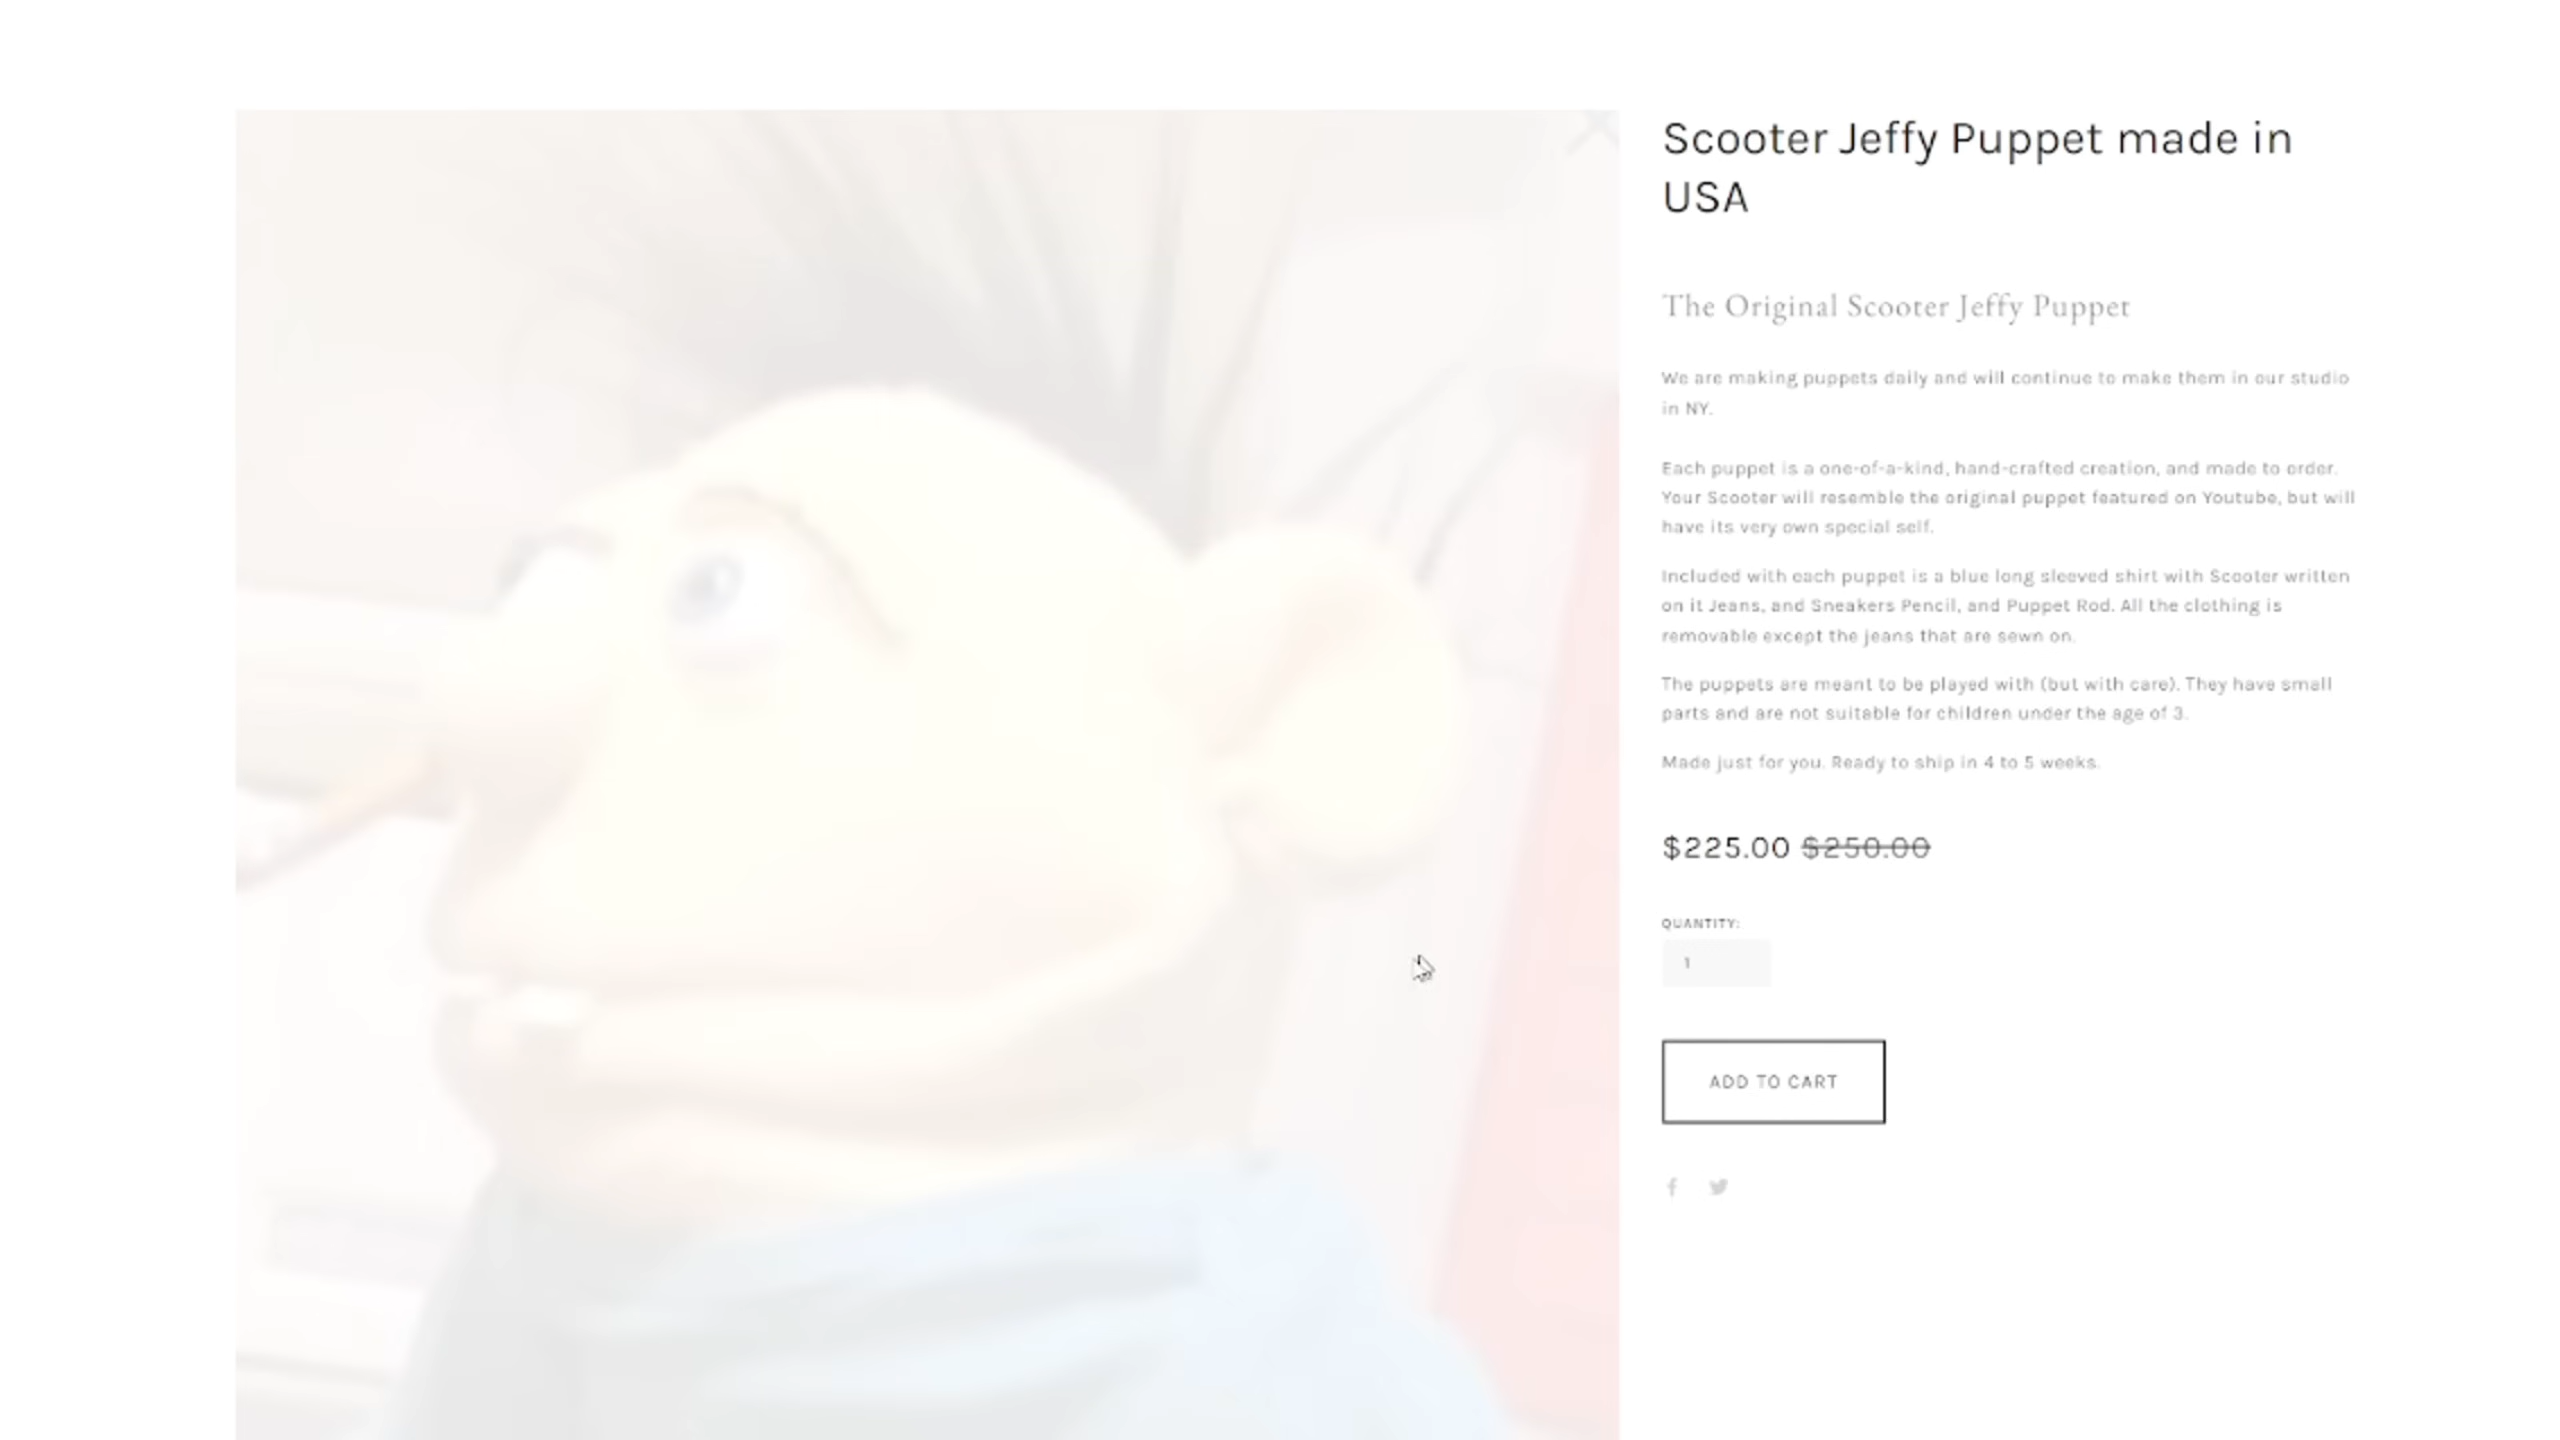 Scooter Jeffy Puppet made in
USA
The Original Scooter Jeffy Puppet
We are making puppets daily and will continue to make them in our studio
in NY.
Each puppet is a one-of-a-kind, hand-crafted creation, and made to order.
Your Scooter will resemble the original puppet featured on Youtube, but will
have its very own special self.
Included with each puppet is a blue long sleeved shirt with Scooter written
on it Jeans, and Sneakers Pencil, and Puppet Rod. All the clothing is
removable except the jeans that are sewn on.
The puppets are meant to be played with (but with care). They have small
parts and are not suitable for children under the age of 3.
Made just for you. Ready to ship in 4 to 5 weeks.
$225.00 $250.00
QUANTITY:
1
ADD TO CART